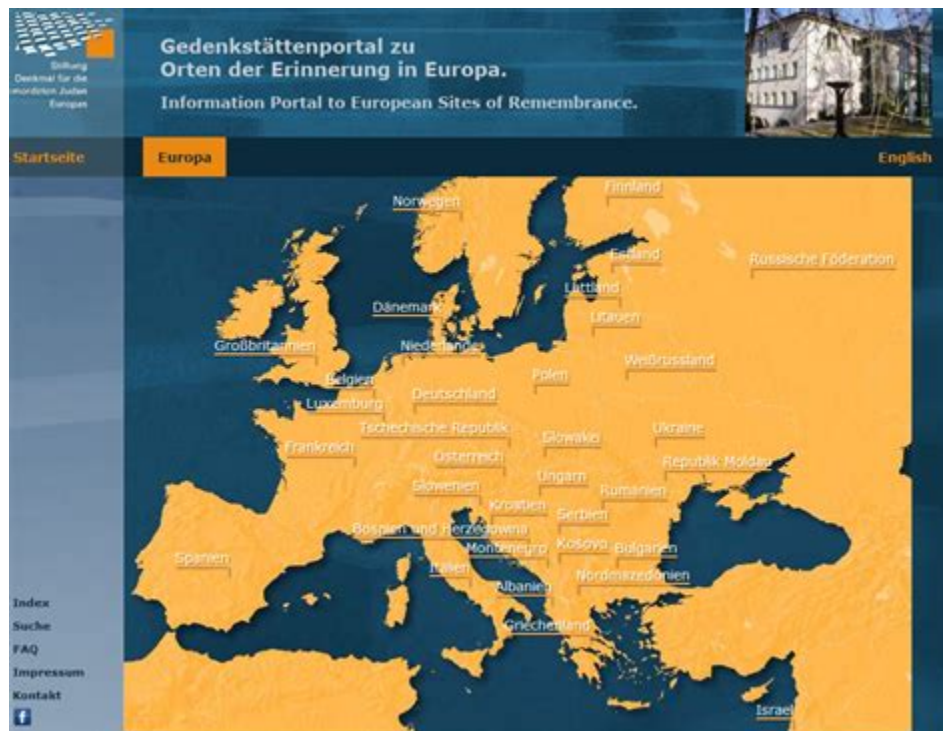 Stiftung
Denkmal für die
ermordeten Juden
Europas
Gedenkstättenportal zu
Orten der Erinnerung in Europa.
Information Portal to European Sites of Remembrance.
Startseite
Europa
English
Finnland
Norwegen
Estland
Russische Föderation
Lettland
Dänemark
Litauen
Großbritannien
Niederlande
Weißrussland
Belgien
Polen
Deutschland
Luxemburg
Tschechische Republik
Slowakei
Ukraine
Frankreich
Österreich
Republik Moldau
Ungarn
Slowenien
Rumänien
Kroatien
Serbien
Bosnien und Herzegowina
Montenegro
Kosovo
Bulgarien
Spanien
Italien
Nordmazedonien
Albanien
Griechenland
Israel
Index
Suche
FAQ
Impressum
Kontakt
f